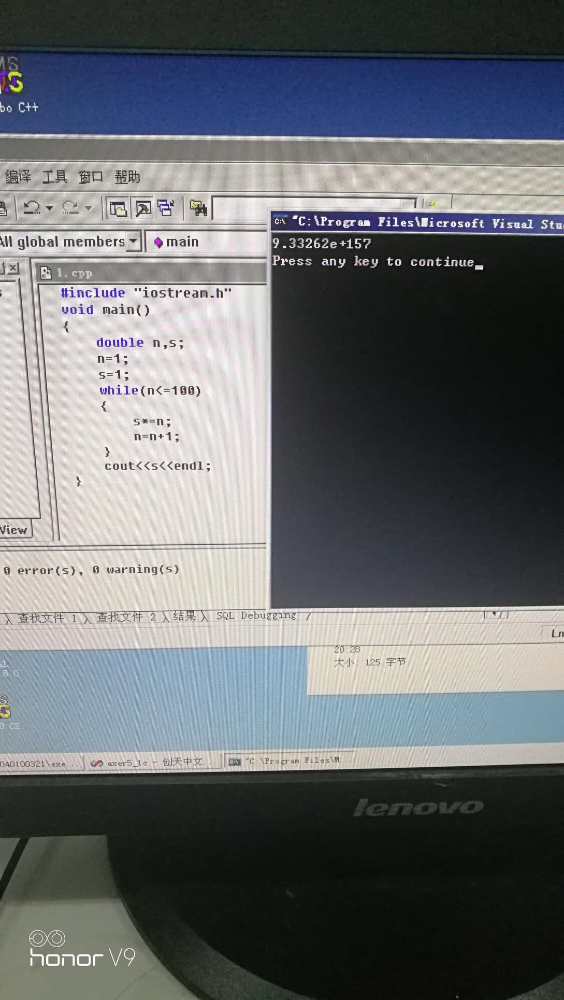 MS
bo C++
编译 工具 窗口 帮助
All global members main
"C:\Program Files\Microsoft Visual Stu
9.33262e+157
Press any key to continue_
1.cpp
#include "iostream.h"
void main()
{
double n,s;
n=1;
s=1;
while(n<=100)
{
s*=n;
n=n+1;
}
cout<<s<<endl;
}
View
0 error(s), 0 warning(s)
查找文件 1 查找文件 2 结果 SQL Debugging
Ln
20:28
大小: 125 字节
6.0
C2
040100321\exe...
exer5_1c - 创天中文...
"C:\Program Files\M...
lenovo
honor V9